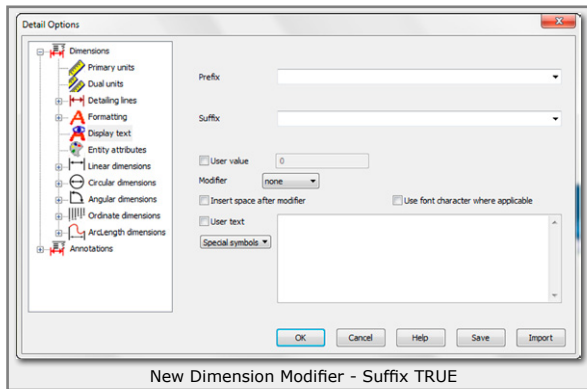 Detail Options
Dimensions
Primary units
Dual units
Detailing lines
Formatting
Display text
Entity attributes
Linear dimensions
Circular dimensions
Angular dimensions
Ordinate dimensions
ArcLength dimensions
Annotations
Prefix
Suffix
User value
0
Modifier
none
Insert space after modifier
Use font character where applicable
User text
Special symbols
OK
Cancel
Help
Save
Import
New Dimension Modifier - Suffix TRUE